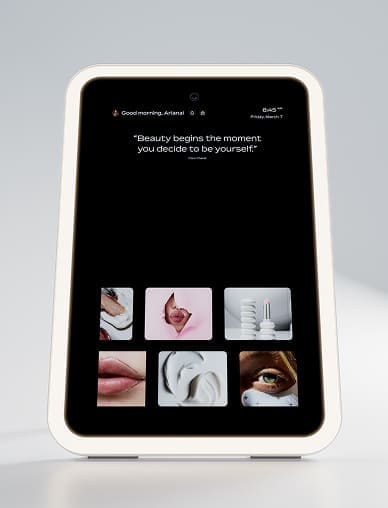 Good morning, Ariana!
8:45 AM
Friday, March 7
“Beauty begins the moment
you decide to be yourself.”
Coco Chanel